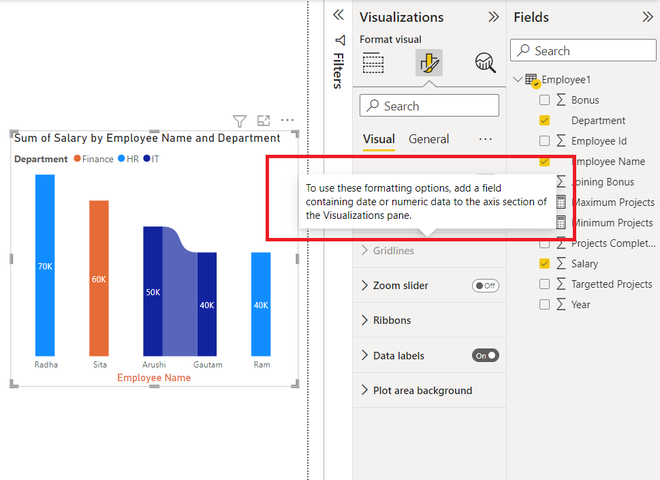 Visualizations
Fields
Format visual
Search
Filters
Employee1
Bonus
Department
Employee Id
Employee Name
Joining Bonus
Maximum Projects
Minimum Projects
Projects Complet...
Salary
Targetted Projects
Year
Search
Visual General ...
To use these formatting options, add a field
containing date or numeric data to the axis section of
the Visualizations pane.
Gridlines
Zoom slider Off
Ribbons
Data labels On
Plot area background
Sum of Salary by Employee Name and Department
Department Finance HR IT
70K
60K
50K
40K
40K
Radha Sita Arushi Gautam Ram
Employee Name